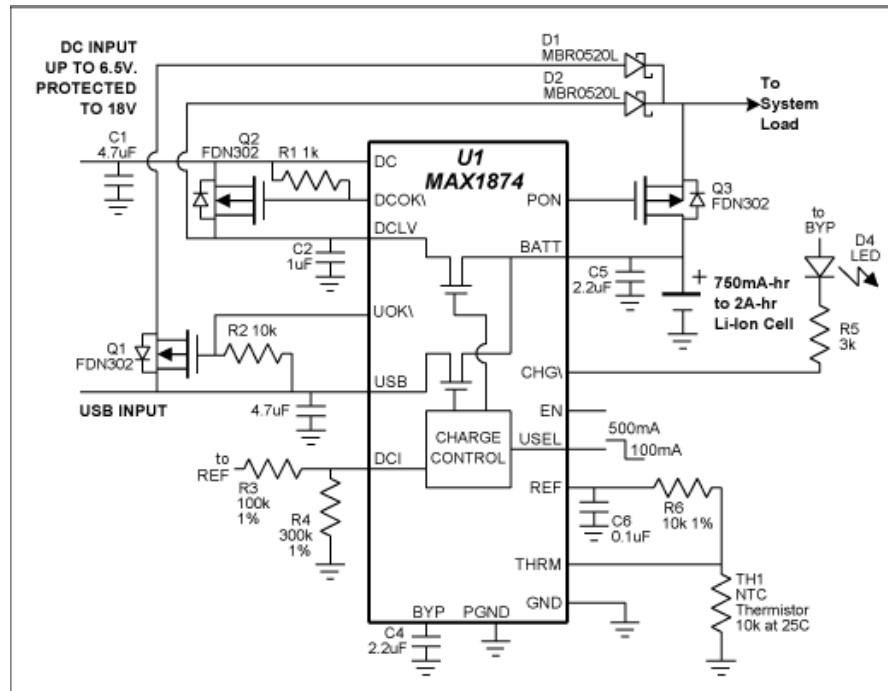 DC INPUT
UP TO 6.5V.
PROTECTED
TO 18V
D1
MBR0520L
D2
MBR0520L
To
System
Load
C1
4.7uF
Q2
FDN302
R1 1k
U1
MAX1874
DC
DCOK\
DCLV
PON
BATT
Q3
FDN302
to
BYP
D4
LED
C2
1uF
C5
2.2uF
+
750mA-hr
to 2A-hr
Li-Ion Cell
R5
3k
UOK\
R2 10k
Q1
FDN302
USB
USB INPUT
4.7uF
CHG\
EN
USEL
500mA
100mA
CHARGE
CONTROL
to
REF
DCI
R3
100k
1%
R4
300k
1%
REF
C6
0.1uF
R6
10k 1%
THRM
TH1
NTC
Thermistor
10k at 25C
GND
BYP
PGND
C4
2.2uF